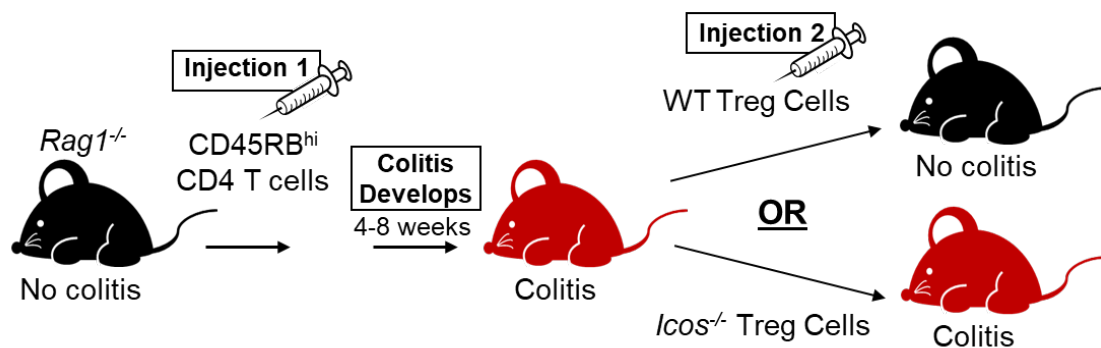 Injection 1
Rag1-/-
CD45RBhi
CD4 T cells
No colitis
Colitis
Develops
4-8 weeks
Colitis
Injection 2
WT Treg Cells
No colitis
OR
Icos-/- Treg Cells
Colitis